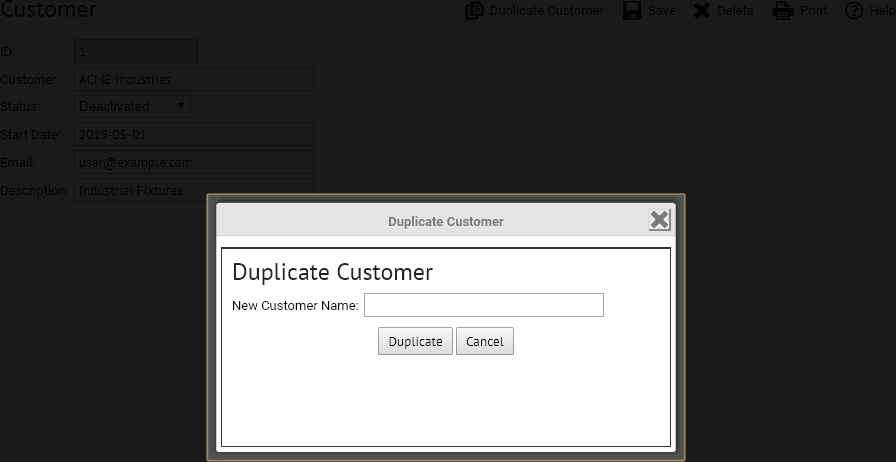 Customer
Duplicate Customer Save Delete Print Help
ID: 1
Customer: ACME Industries
Status: Deactivated
Start Date: 2019-05-01
Email: user@example.com
Description: Industrial Fixtures
Duplicate Customer
Duplicate Customer
New Customer Name:
Duplicate Cancel